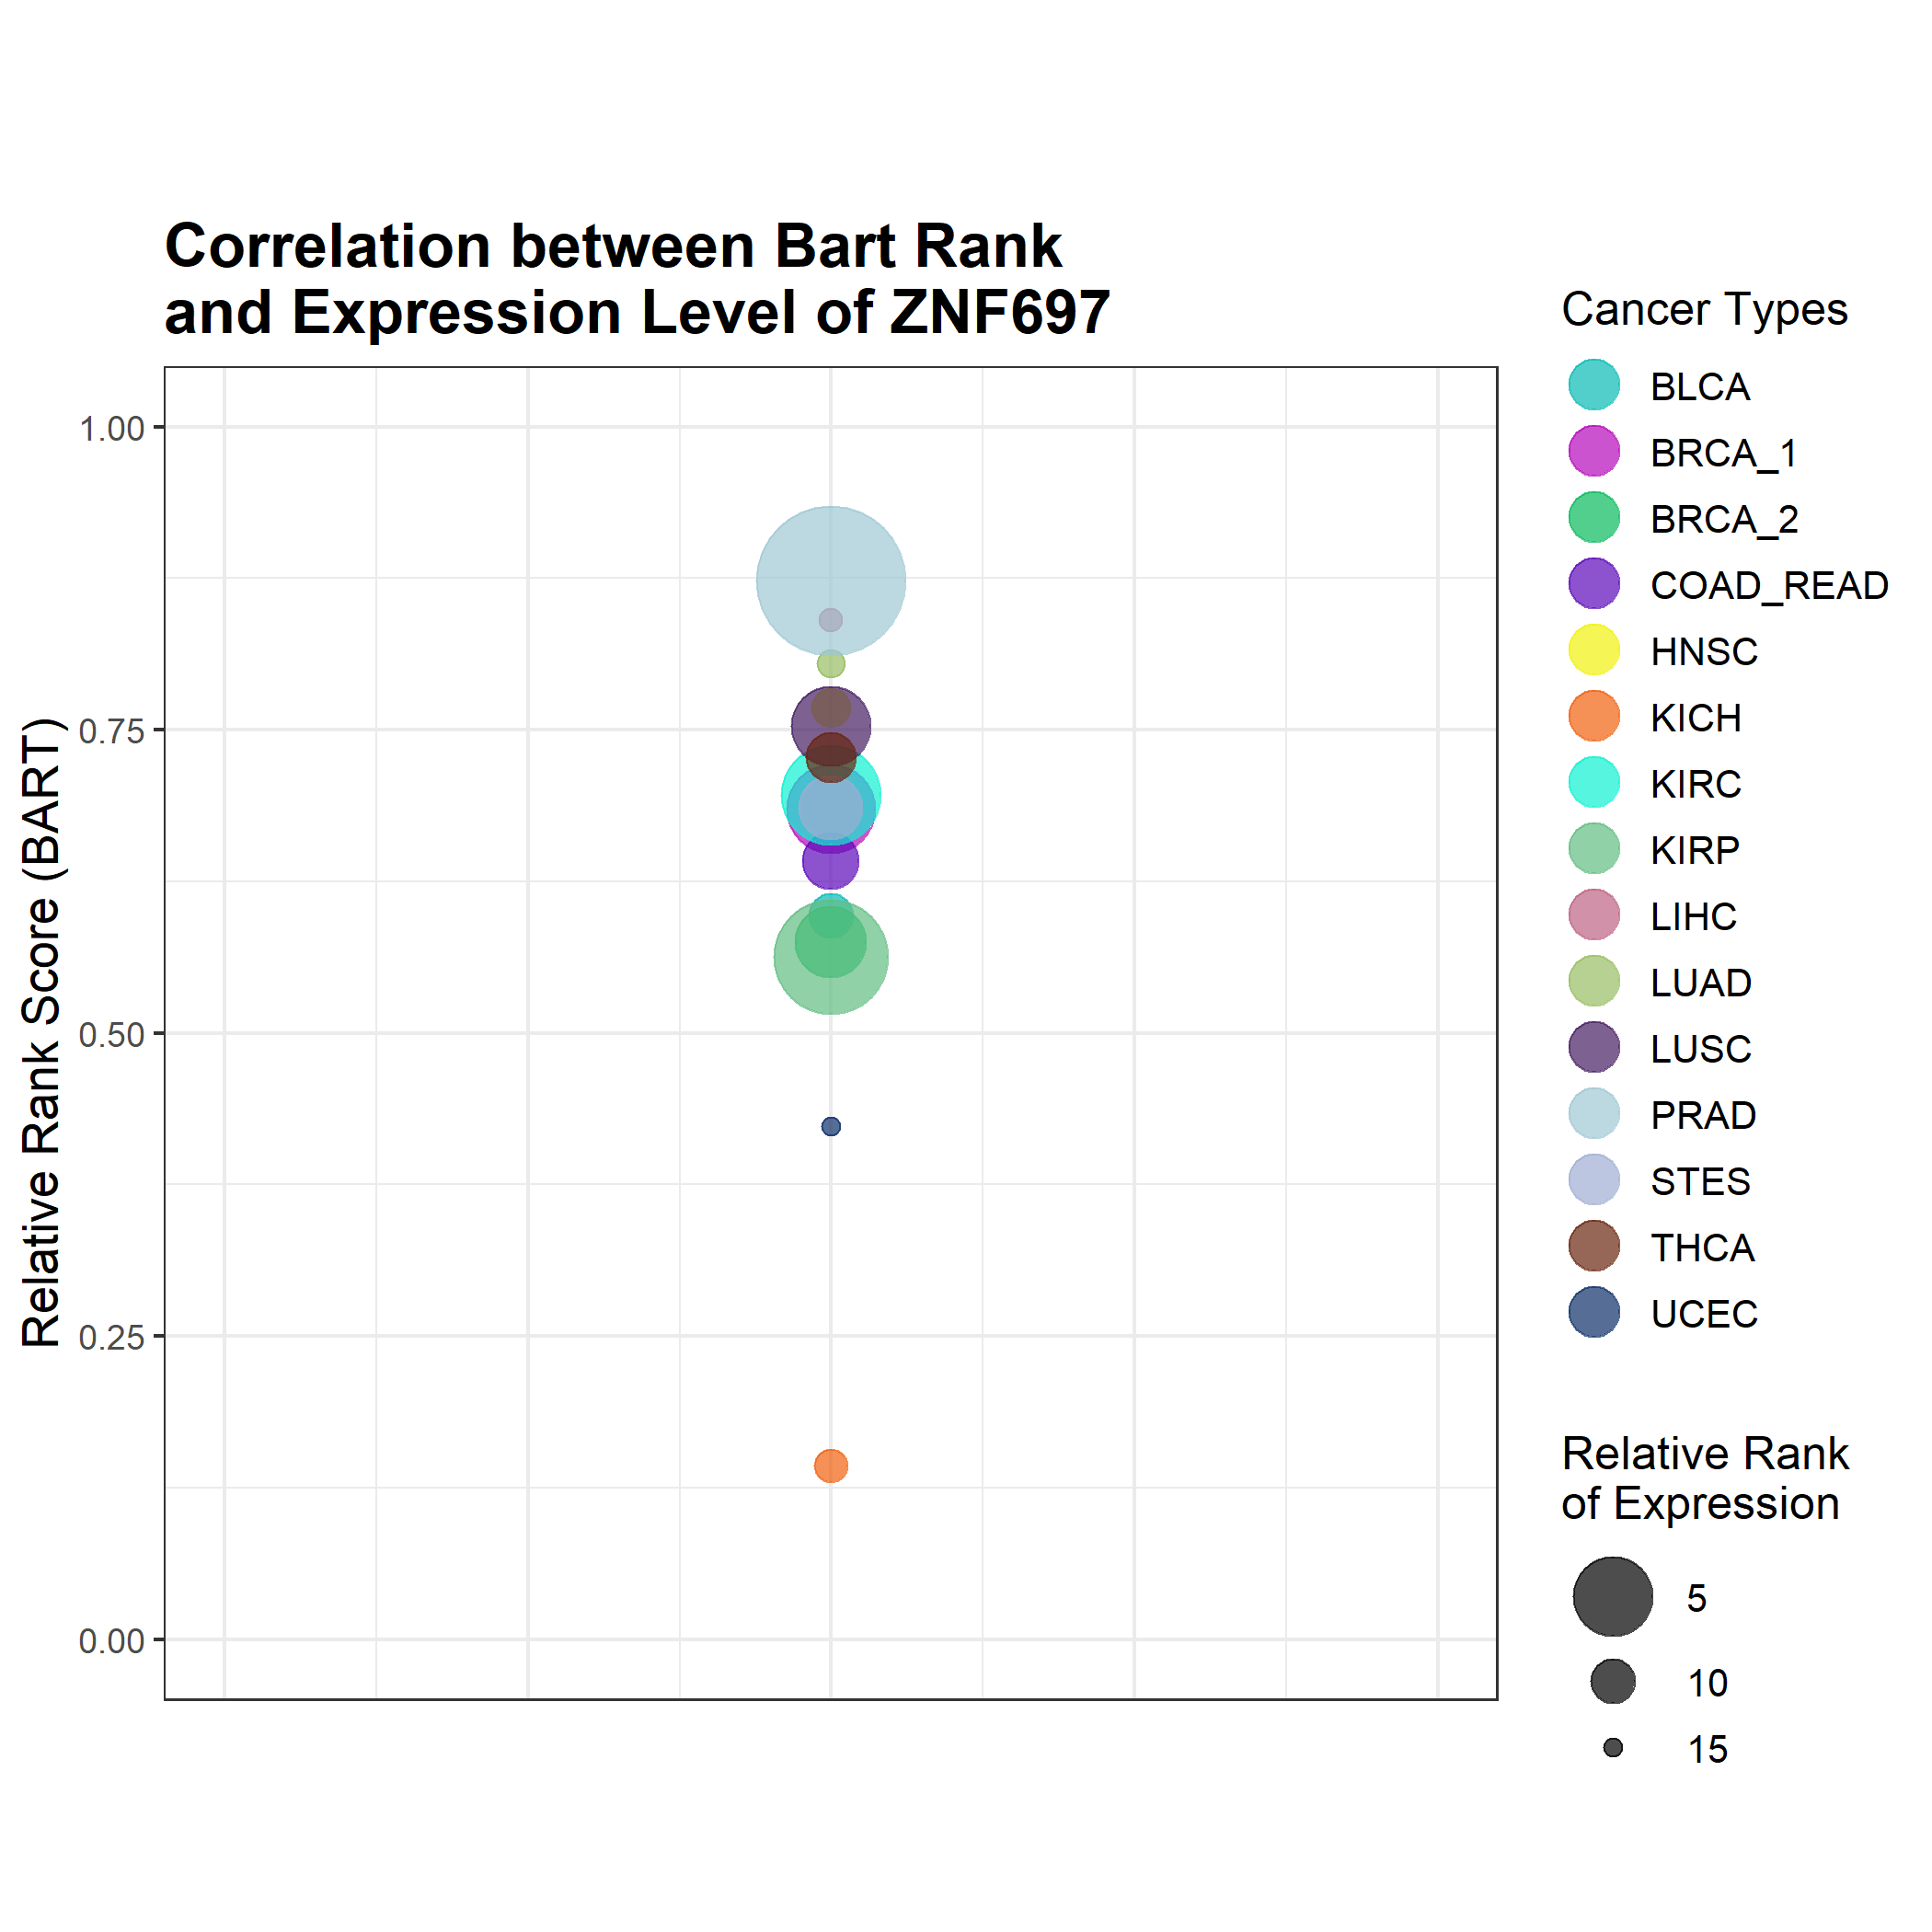 Correlation between Bart Rank
and Expression Level of ZNF697
Relative Rank Score (BART)
1.00
0.75
0.50
0.25
0.00
Cancer Types
BLCA
BRCA_1
BRCA_2
COAD_READ
HNSC
KICH
KIRC
KIRP
LIHC
LUAD
LUSC
PRAD
STES
THCA
UCEC
Relative Rank
of Expression
5
10
15